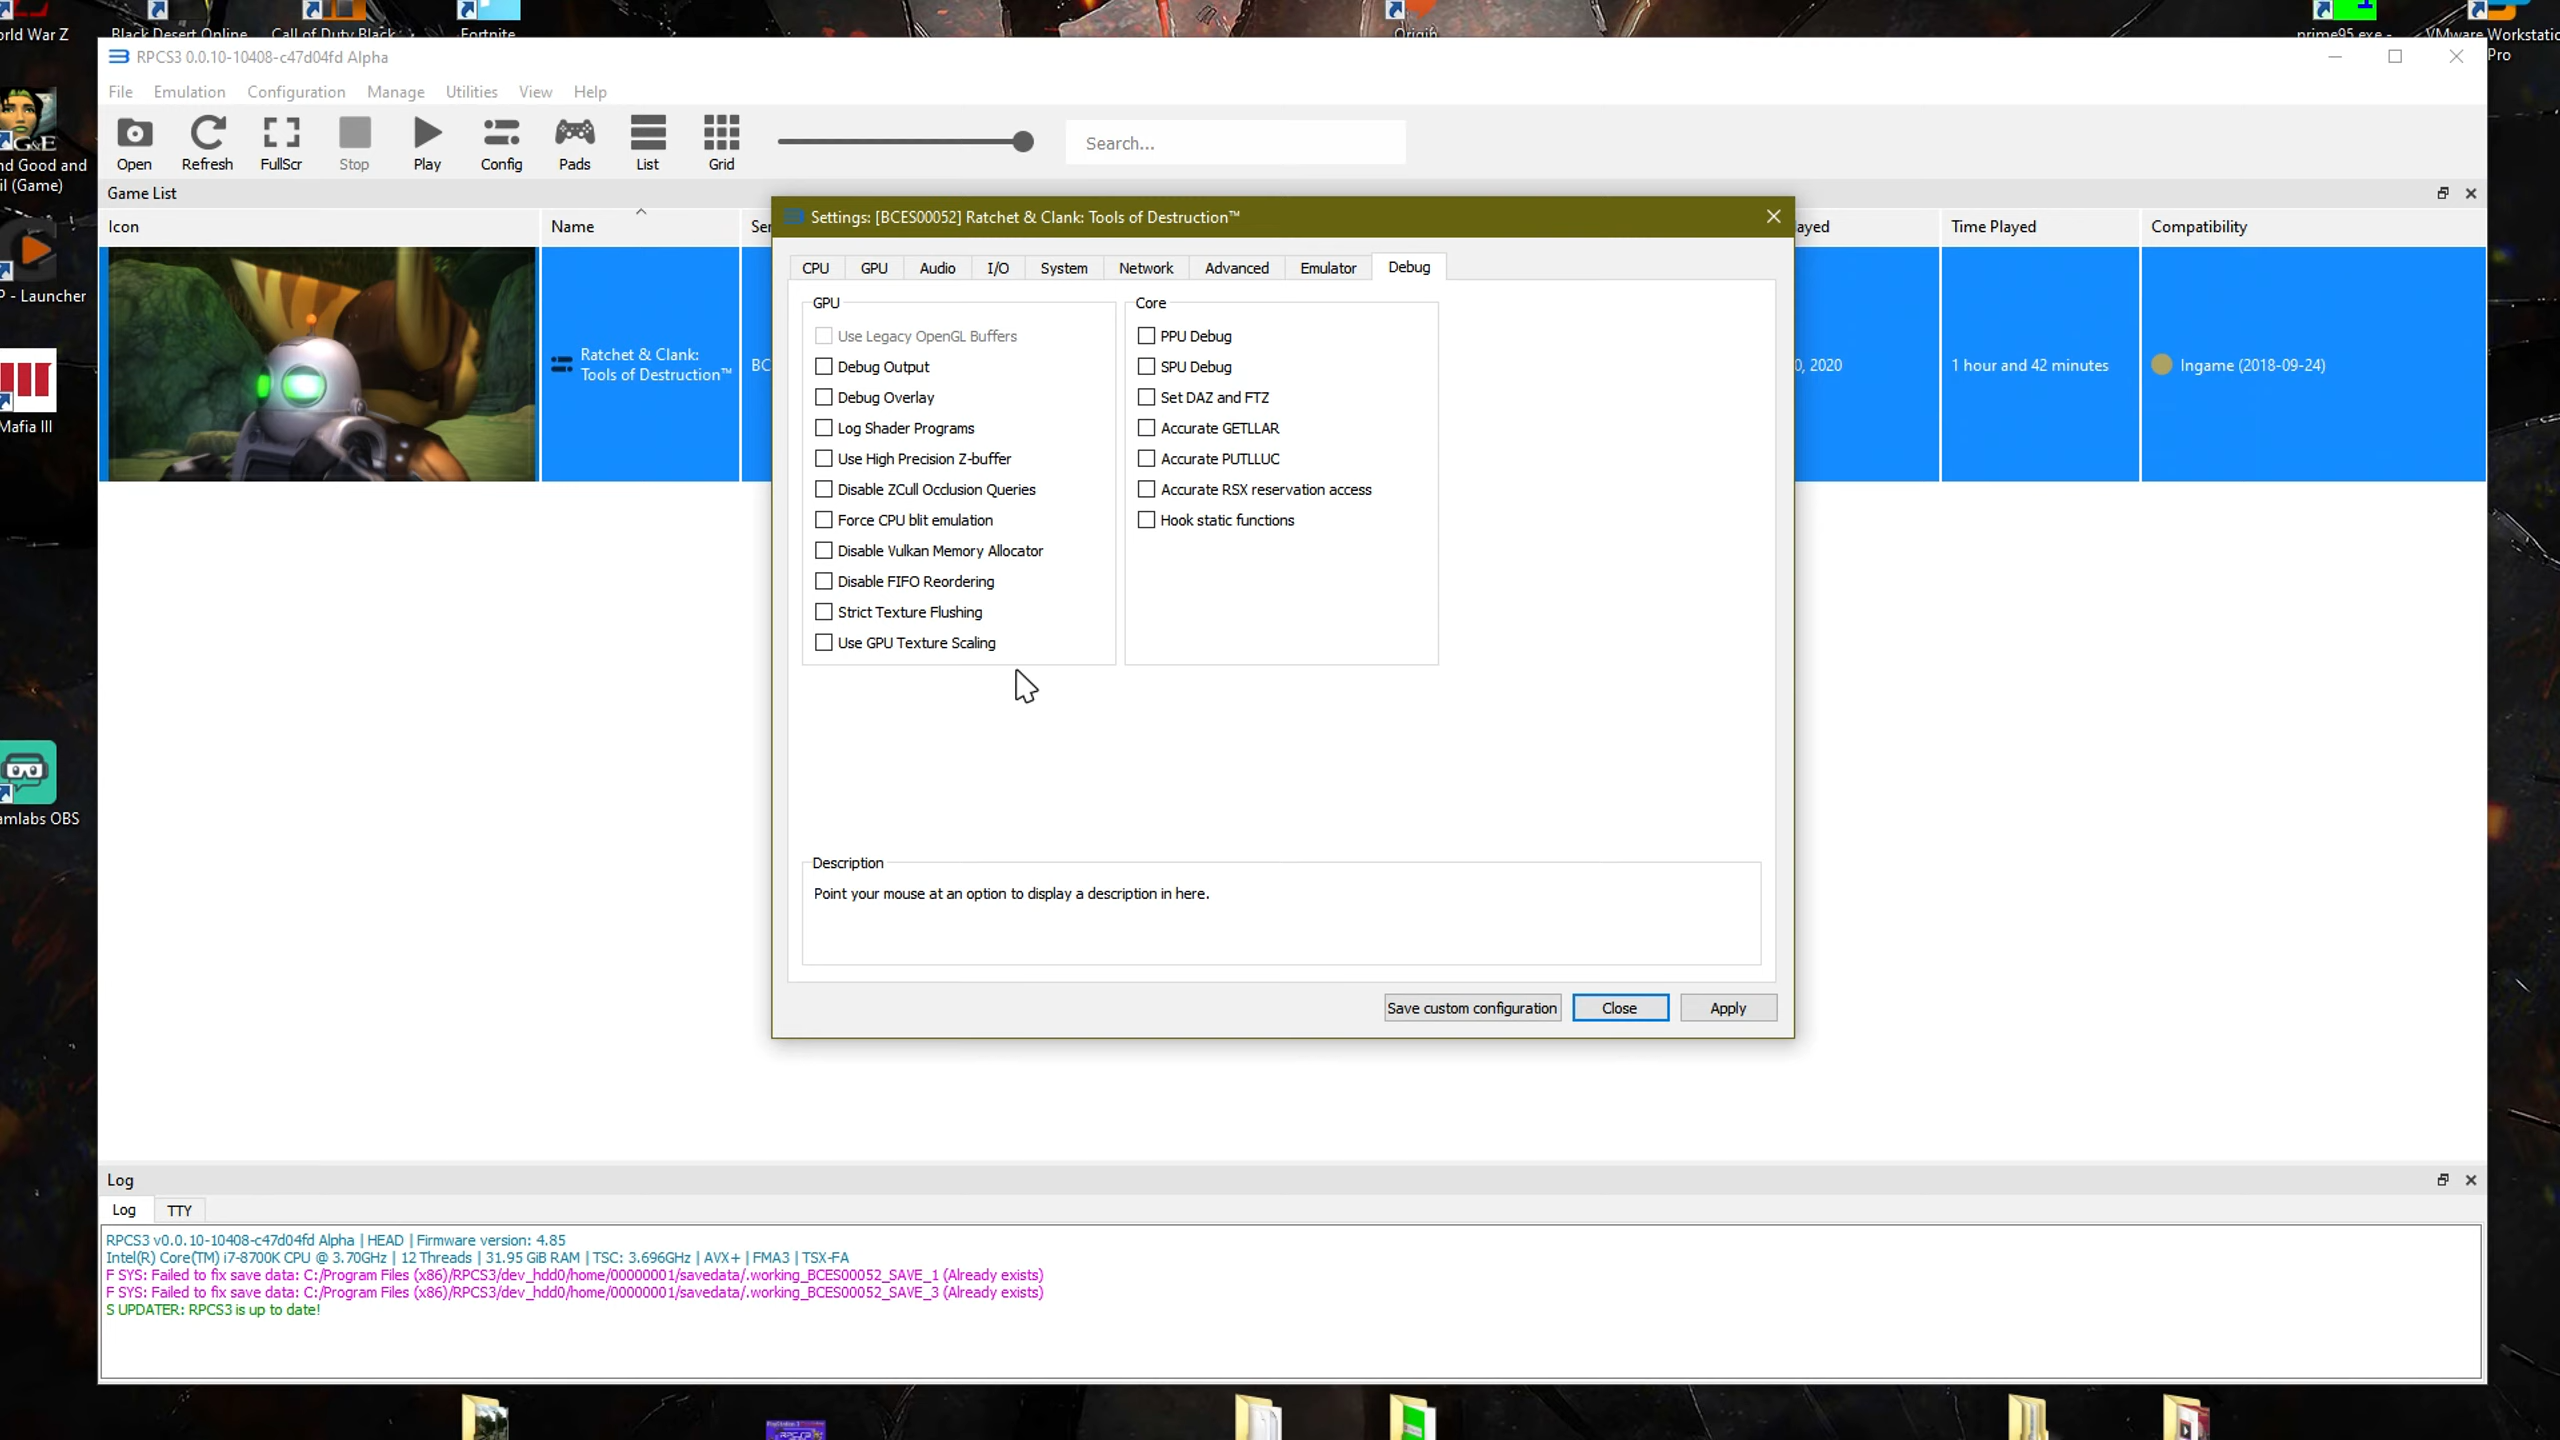 orld War Z
Black Desert Online
Call of Duty Black
Fortnite
Origin
prime95.exe -
VMware Workstatio
Pro
RPCS3 0.0.10-10408-c47d04fd Alpha
File Emulation Configuration Manage Utilities View Help
G&E
nd Good and
il (Game)
Open Refresh FullScr Stop Play Config Pads List Grid
Search...
Game List
Icon Name Ser ayed Time Played Compatibility
Settings: [BCES00052] Ratchet & Clank: Tools of Destruction™
CPU GPU Audio I/O System Network Advanced Emulator Debug
P - Launcher
Mafia III
amlabs OBS
Ratchet & Clank:
Tools of Destruction™
BC
0, 2020
1 hour and 42 minutes
Ingame (2018-09-24)
GPU
Use Legacy OpenGL Buffers
Debug Output
Debug Overlay
Log Shader Programs
Use High Precision Z-buffer
Disable ZCull Occlusion Queries
Force CPU blit emulation
Disable Vulkan Memory Allocator
Disable FIFO Reordering
Strict Texture Flushing
Use GPU Texture Scaling
Core
PPU Debug
SPU Debug
Set DAZ and FTZ
Accurate GETLLAR
Accurate PUTLLUC
Accurate RSX reservation access
Hook static functions
Description
Point your mouse at an option to display a description in here.
Save custom configuration Close Apply
Log
Log TTY
RPCS3 v0.0.10-10408-c47d04fd Alpha | HEAD | Firmware version: 4.85
Intel(R) Core(TM) i7-8700K CPU @ 3.70GHz | 12 Threads | 31.95 GiB RAM | TSC: 3.696GHz | AVX+ | FMA3 | TSX-FA
F SYS: Failed to fix save data: C:/Program Files (x86)/RPCS3/dev_hdd0/home/00000001/savedata/.working_BCES00052_SAVE_1 (Already exists)
F SYS: Failed to fix save data: C:/Program Files (x86)/RPCS3/dev_hdd0/home/00000001/savedata/.working_BCES00052_SAVE_3 (Already exists)
S UPDATER: RPCS3 is up to date!